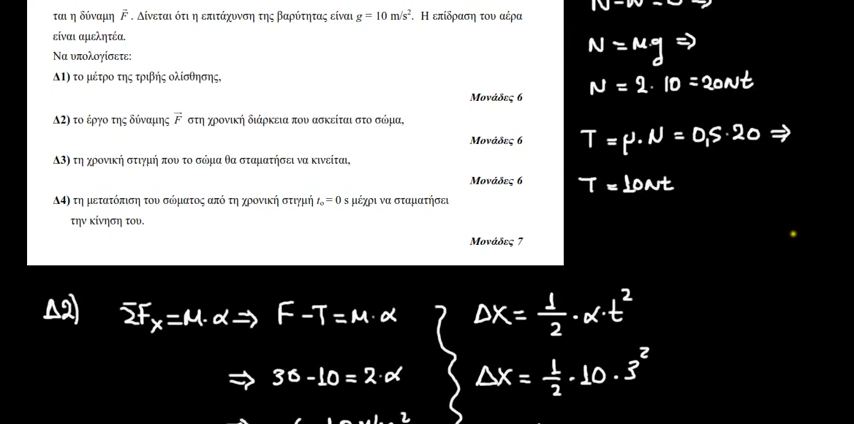 ται η δύναμη F⃗ . Δίνεται ότι η επιτάχυνση της βαρύτητας είναι g = 10 m/s². Η επίδραση του αέρα
είναι αμελητέα.
Να υπολογίσετε:
Δ1) το μέτρο της τριβής ολίσθησης,
Μονάδες 6
Δ2) το έργο της δύναμης F⃗ στη χρονική διάρκεια που ασκείται στο σώμα,
Μονάδες 6
Δ3) τη χρονική στιγμή που το σώμα θα σταματήσει να κινείται,
Μονάδες 6
Δ4) τη μετατόπιση του σώματος από τη χρονική στιγμή t₀ = 0 s μέχρι να σταματήσει
την κίνηση του.
Μονάδες 7
N = m.g ⇒
N = 2 · 10 = 20Nt
T = μ.N = 0,5·20 ⇒
T = 10Nt
Δ2) ΣFx = m·α ⇒ F - T = m·α
⇒ 30 - 10 = 2·α
Δx = 1/2 · α·t²
Δx = 1/2 · 10 · 3²